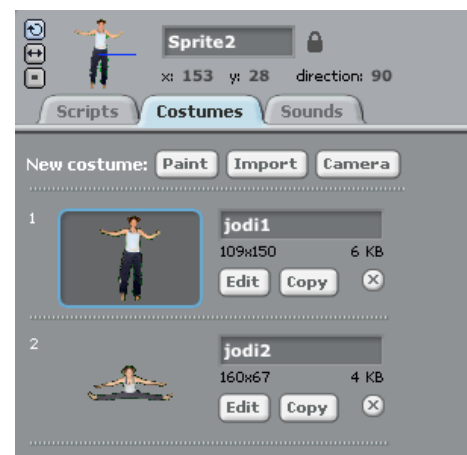 Sprite2
x: 153 y: 28 direction: 90
Scripts Costumes Sounds
New costume: Paint Import Camera
1
jodi1
109x150 6 KB
Edit Copy
2
jodi2
160x67 4 KB
Edit Copy